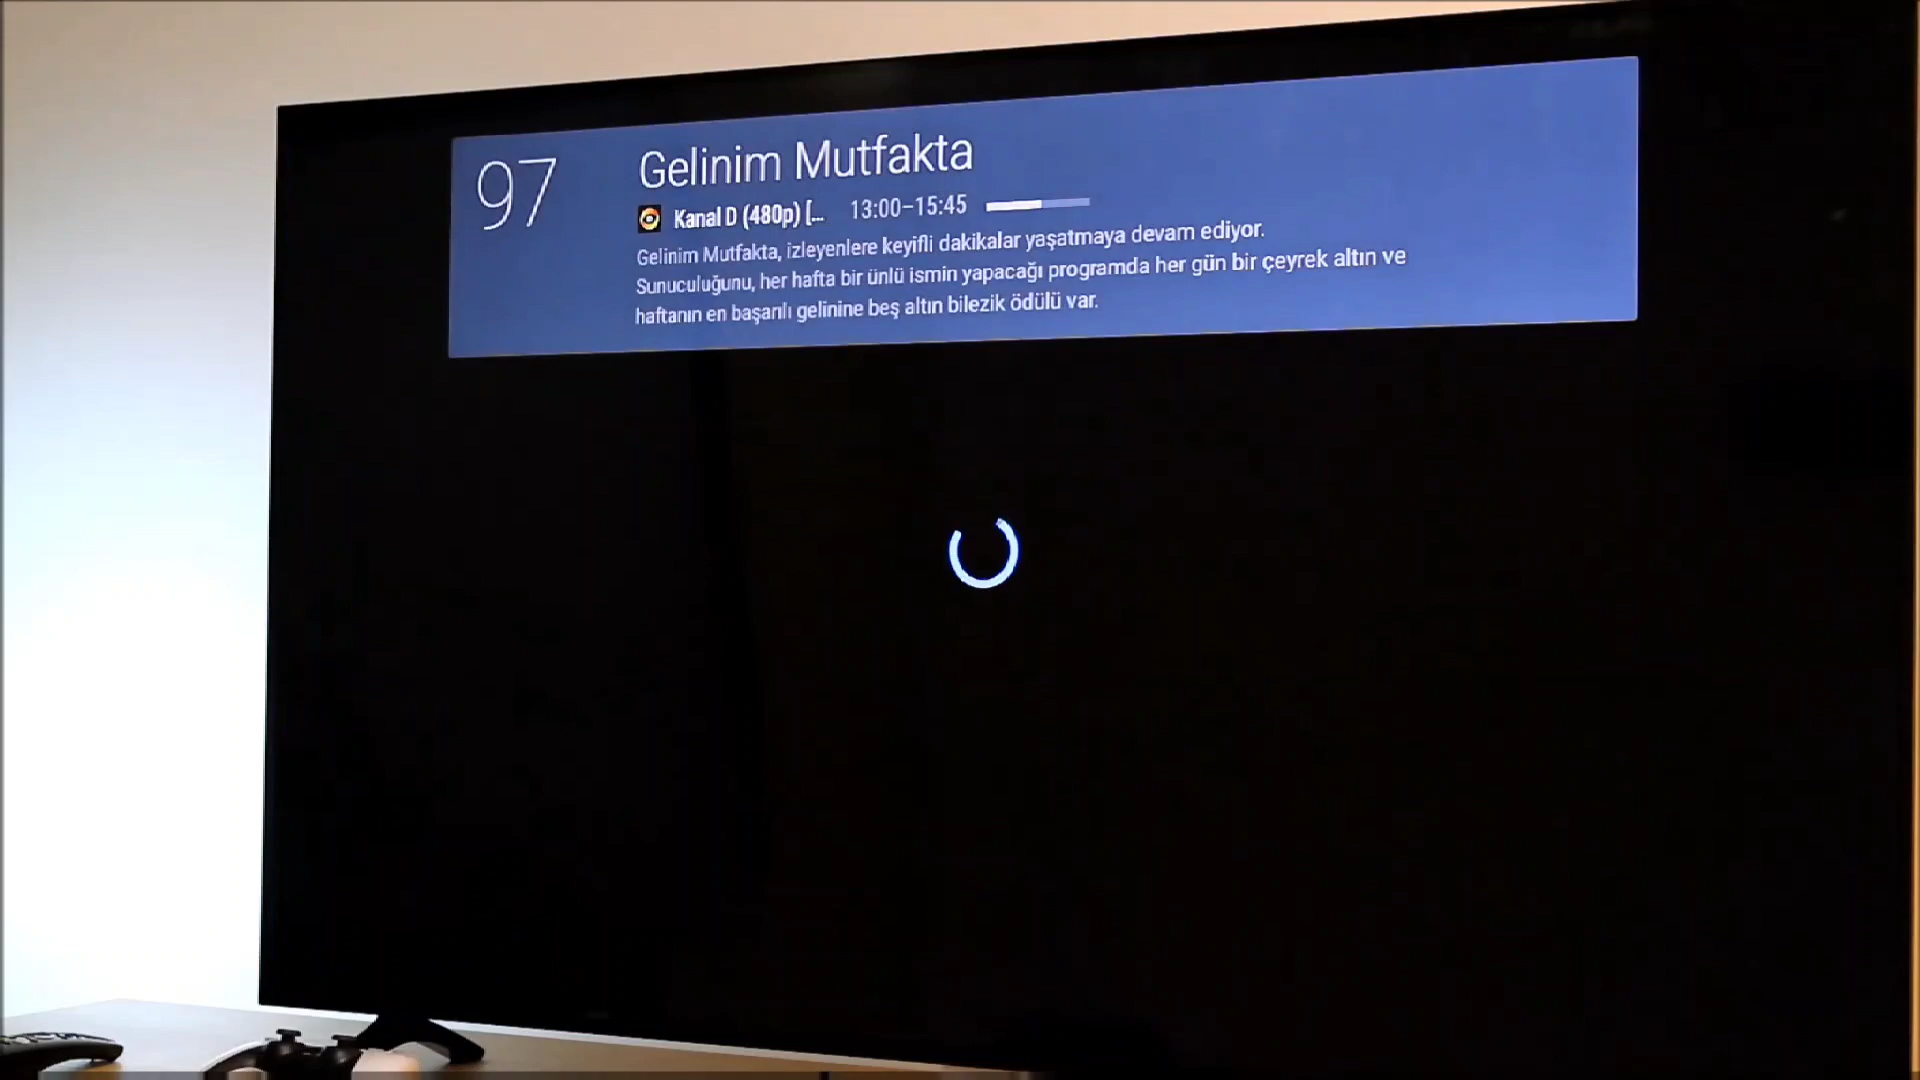 97
Gelinim Mutfakta
Kanal D (480p) [... 13:00–15:45
Gelinim Mutfakta, izleyenlere keyifli dakikalar yaşatmaya devam ediyor.
Sunuculuğunu, her hafta bir ünlü ismin yapacağı programda her gün bir çeyrek altın ve
haftanın en başarılı gelinine beş altın bilezik ödülü var.